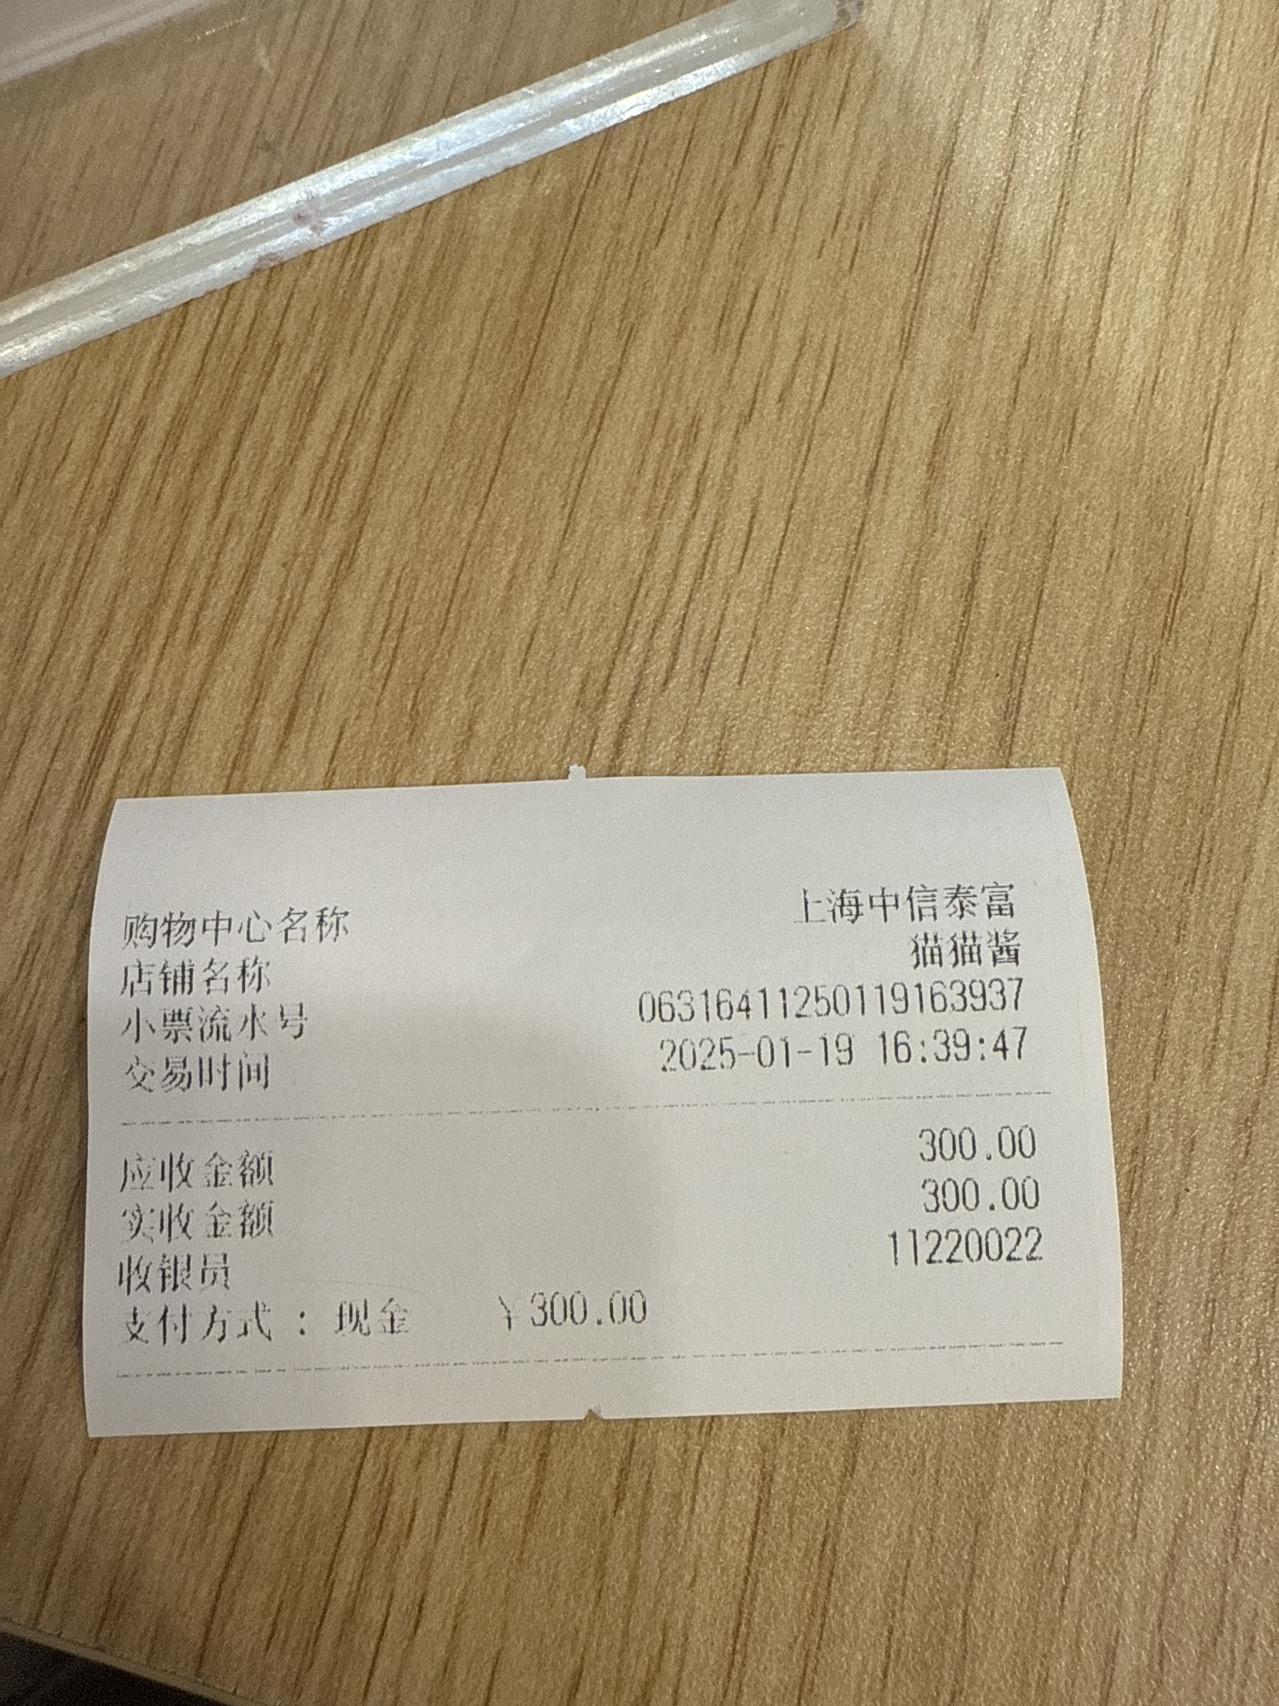 购物中心名称 上海中信泰富
店铺名称 猫猫酱
小票流水号 06316411250119163937
交易时间 2025-01-19 16:39:47
应收金额 300.00
实收金额 300.00
收银员 11220022
支付方式：现金 ¥300.00